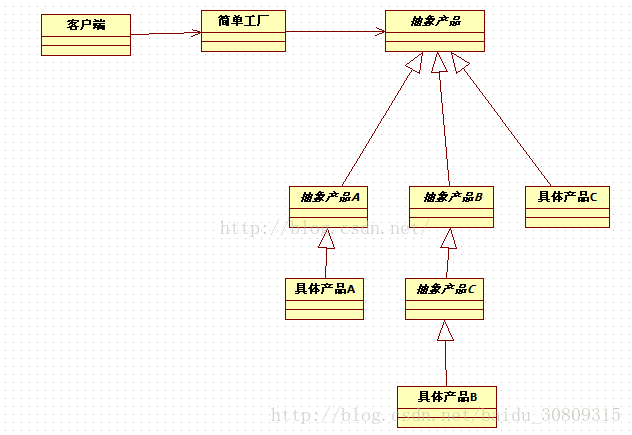 客户端
简单工厂
抽象产品
抽象产品A
抽象产品B
具体产品C
http://blog.csdn.net/
具体产品A
抽象产品C
具体产品B
http://blog.csdn.net/baidu_30809315